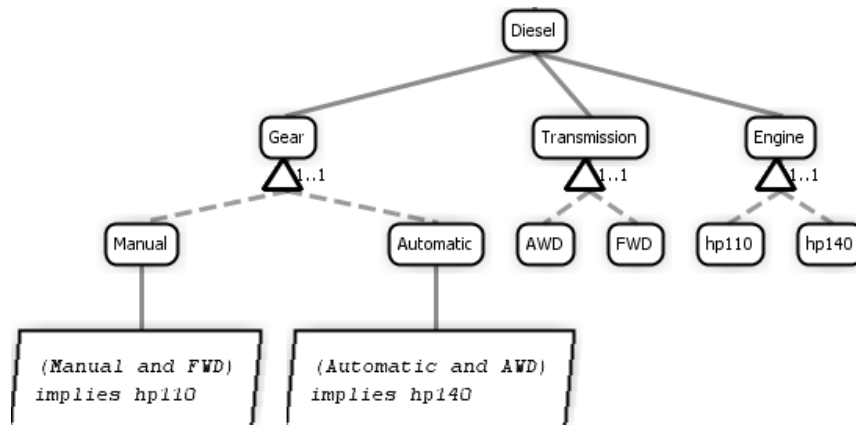 Diesel
Gear
Transmission
Engine
1..1
1..1
1..1
Manual
Automatic
AWD
FWD
hp110
hp140
(Manual and FWD)
implies hp110
(Automatic and AWD)
implies hp140